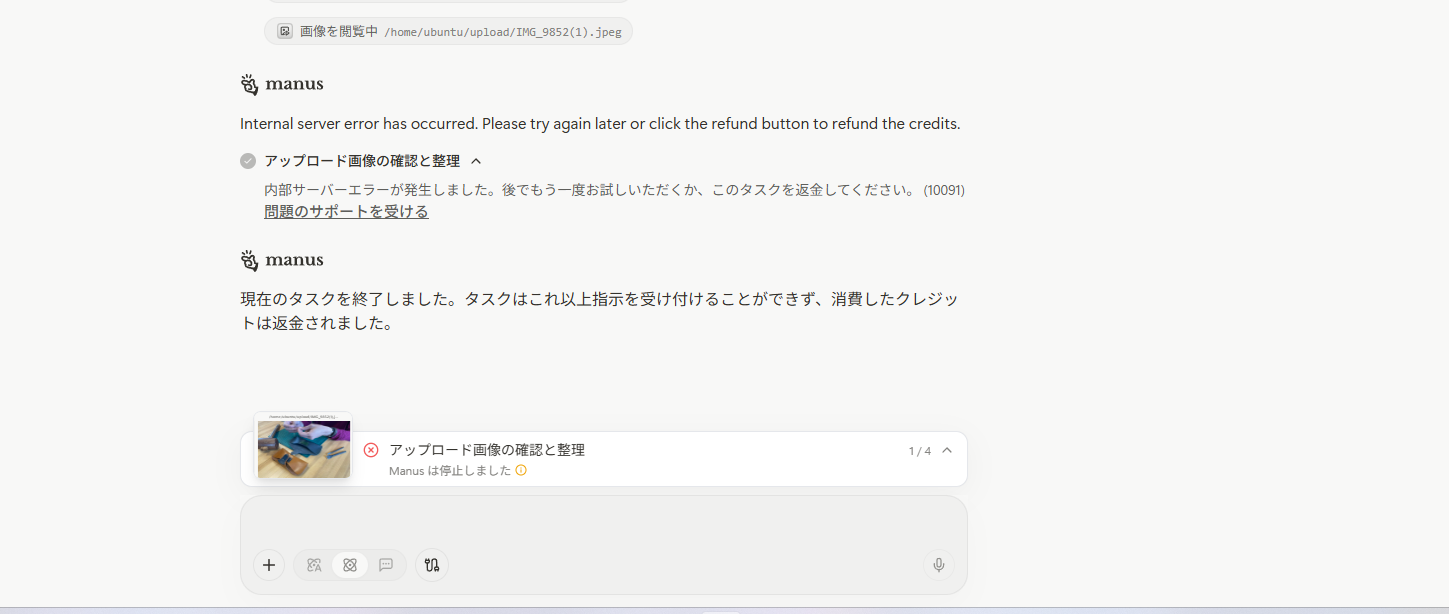 画像を閲覧中 /home/ubuntu/upload/IMG_9852(1).jpeg
manus
Internal server error has occurred. Please try again later or click the refund button to refund the credits.
アップロード画像の確認と整理
内部サーバーエラーが発生しました。後でもう一度お試しいただくか、このタスクを返金してください。 (10091)
問題のサポートを受ける
manus
現在のタスクを終了しました。タスクはこれ以上指示を受け付けることができず、消費したクレジッ
トは返金されました。
アップロード画像の確認と整理
1 / 4
Manus は停止しました